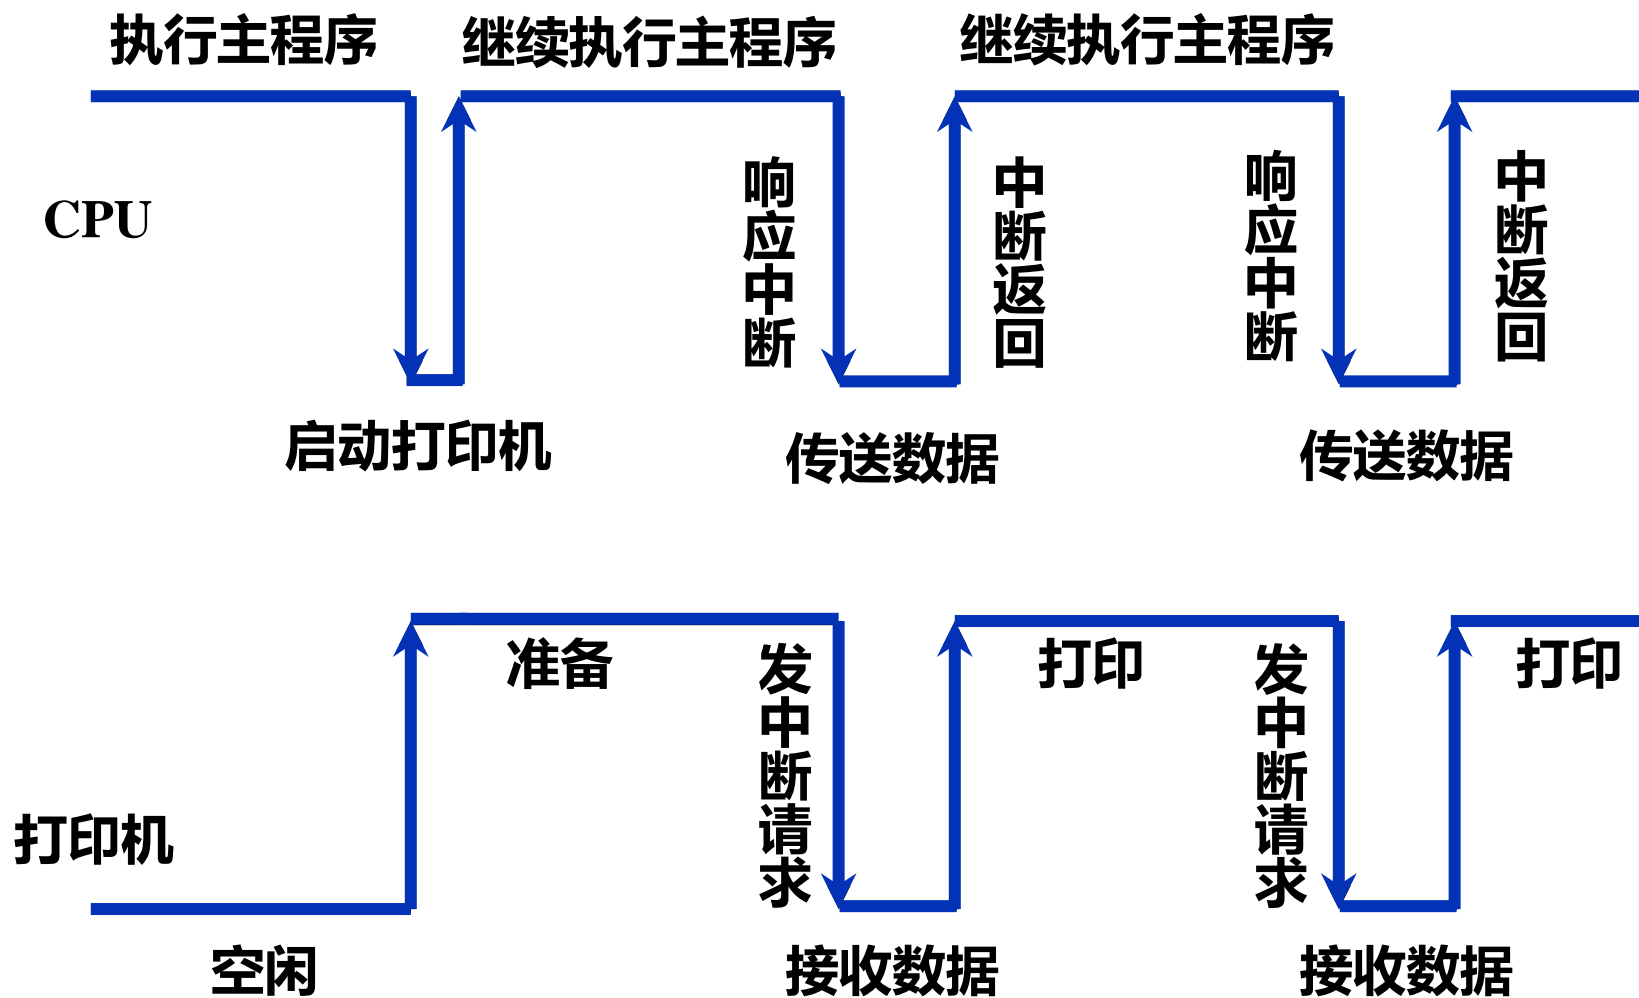 执行主程序
继续执行主程序
继续执行主程序
CPU
响应中断
中断返回
响应中断
中断返回
启动打印机
传送数据
传送数据
准备
发中断请求
打印
发中断请求
打印
打印机
空闲
接收数据
接收数据